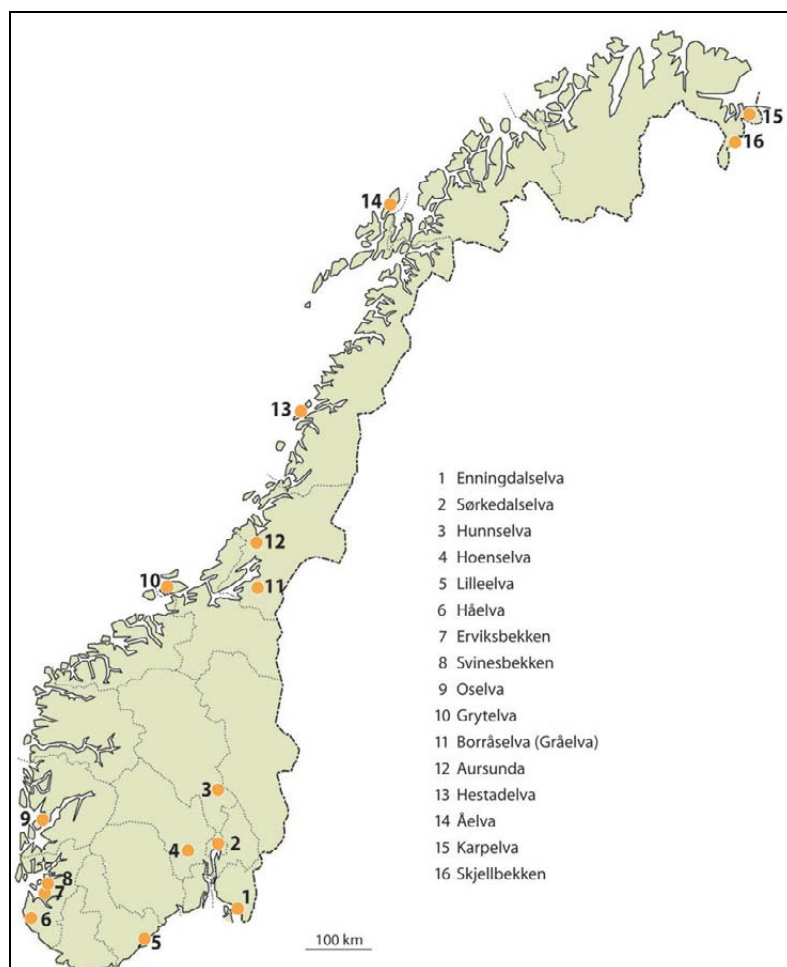 15
16
14
13
12
10
11
3
9
4
2
8
7
6
1
5
100 km
1 Enningdalselva
2 Sørkedalselva
3 Hunnselva
4 Hoenselva
5 Lilleelva
6 Håelva
7 Erviksbekken
8 Svinesbekken
9 Oselva
10 Grytelva
11 Borråselva (Gråelva)
12 Aursunda
13 Hestadelva
14 Åelva
15 Karpelva
16 Skjellbekken